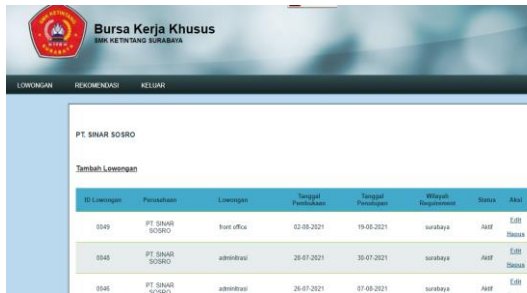 Bursa Kerja Khusus
SMK KETINTANG SURABAYA
LOWONGAN REKOMENDASI KELUAR
PT. SINAR SOSRO
Tambah Lowongan
ID Lowongan Perusahaan Lowongan Tanggal Pembukaan Tanggal Penutupan Wilayah Requirement Status Aksi
0049 PT. SINAR SOSRO front office 02-08-2021 19-08-2021 surabaya Aktif Edit Hapus
0048 PT. SINAR SOSRO adminitrasi 28-07-2021 30-07-2021 surabaya Aktif Edit Hapus
0046 PT. SINAR SOSRO adminitrasi 26-07-2021 07-08-2021 surabaya Aktif Edit